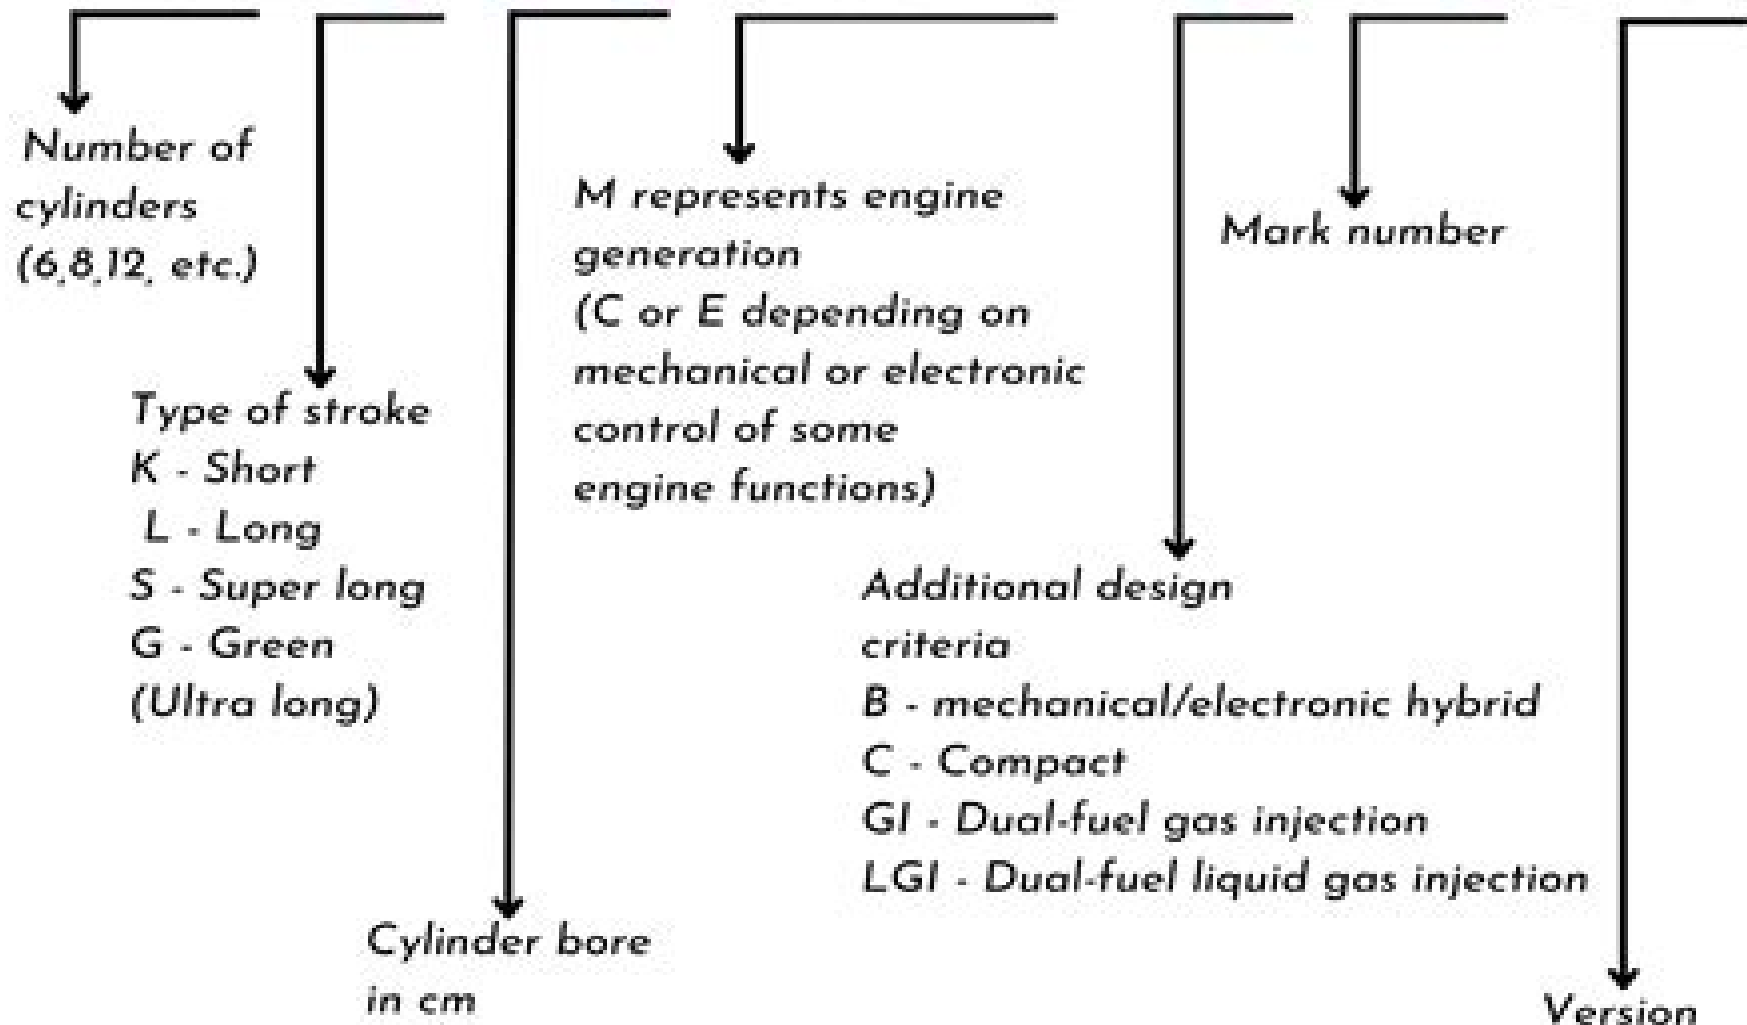 Number of
cylinders
(6,8,12, etc.)
Type of stroke
K - Short
L - Long
S - Super long
G - Green
(Ultra long)
Cylinder bore
in cm
M represents engine
generation
(C or E depending on
mechanical or electronic
control of some
engine functions)
Additional design
criteria
B - mechanical/electronic hybrid
C - Compact
GI - Dual-fuel gas injection
LGI - Dual-fuel liquid gas injection
Mark number
Version